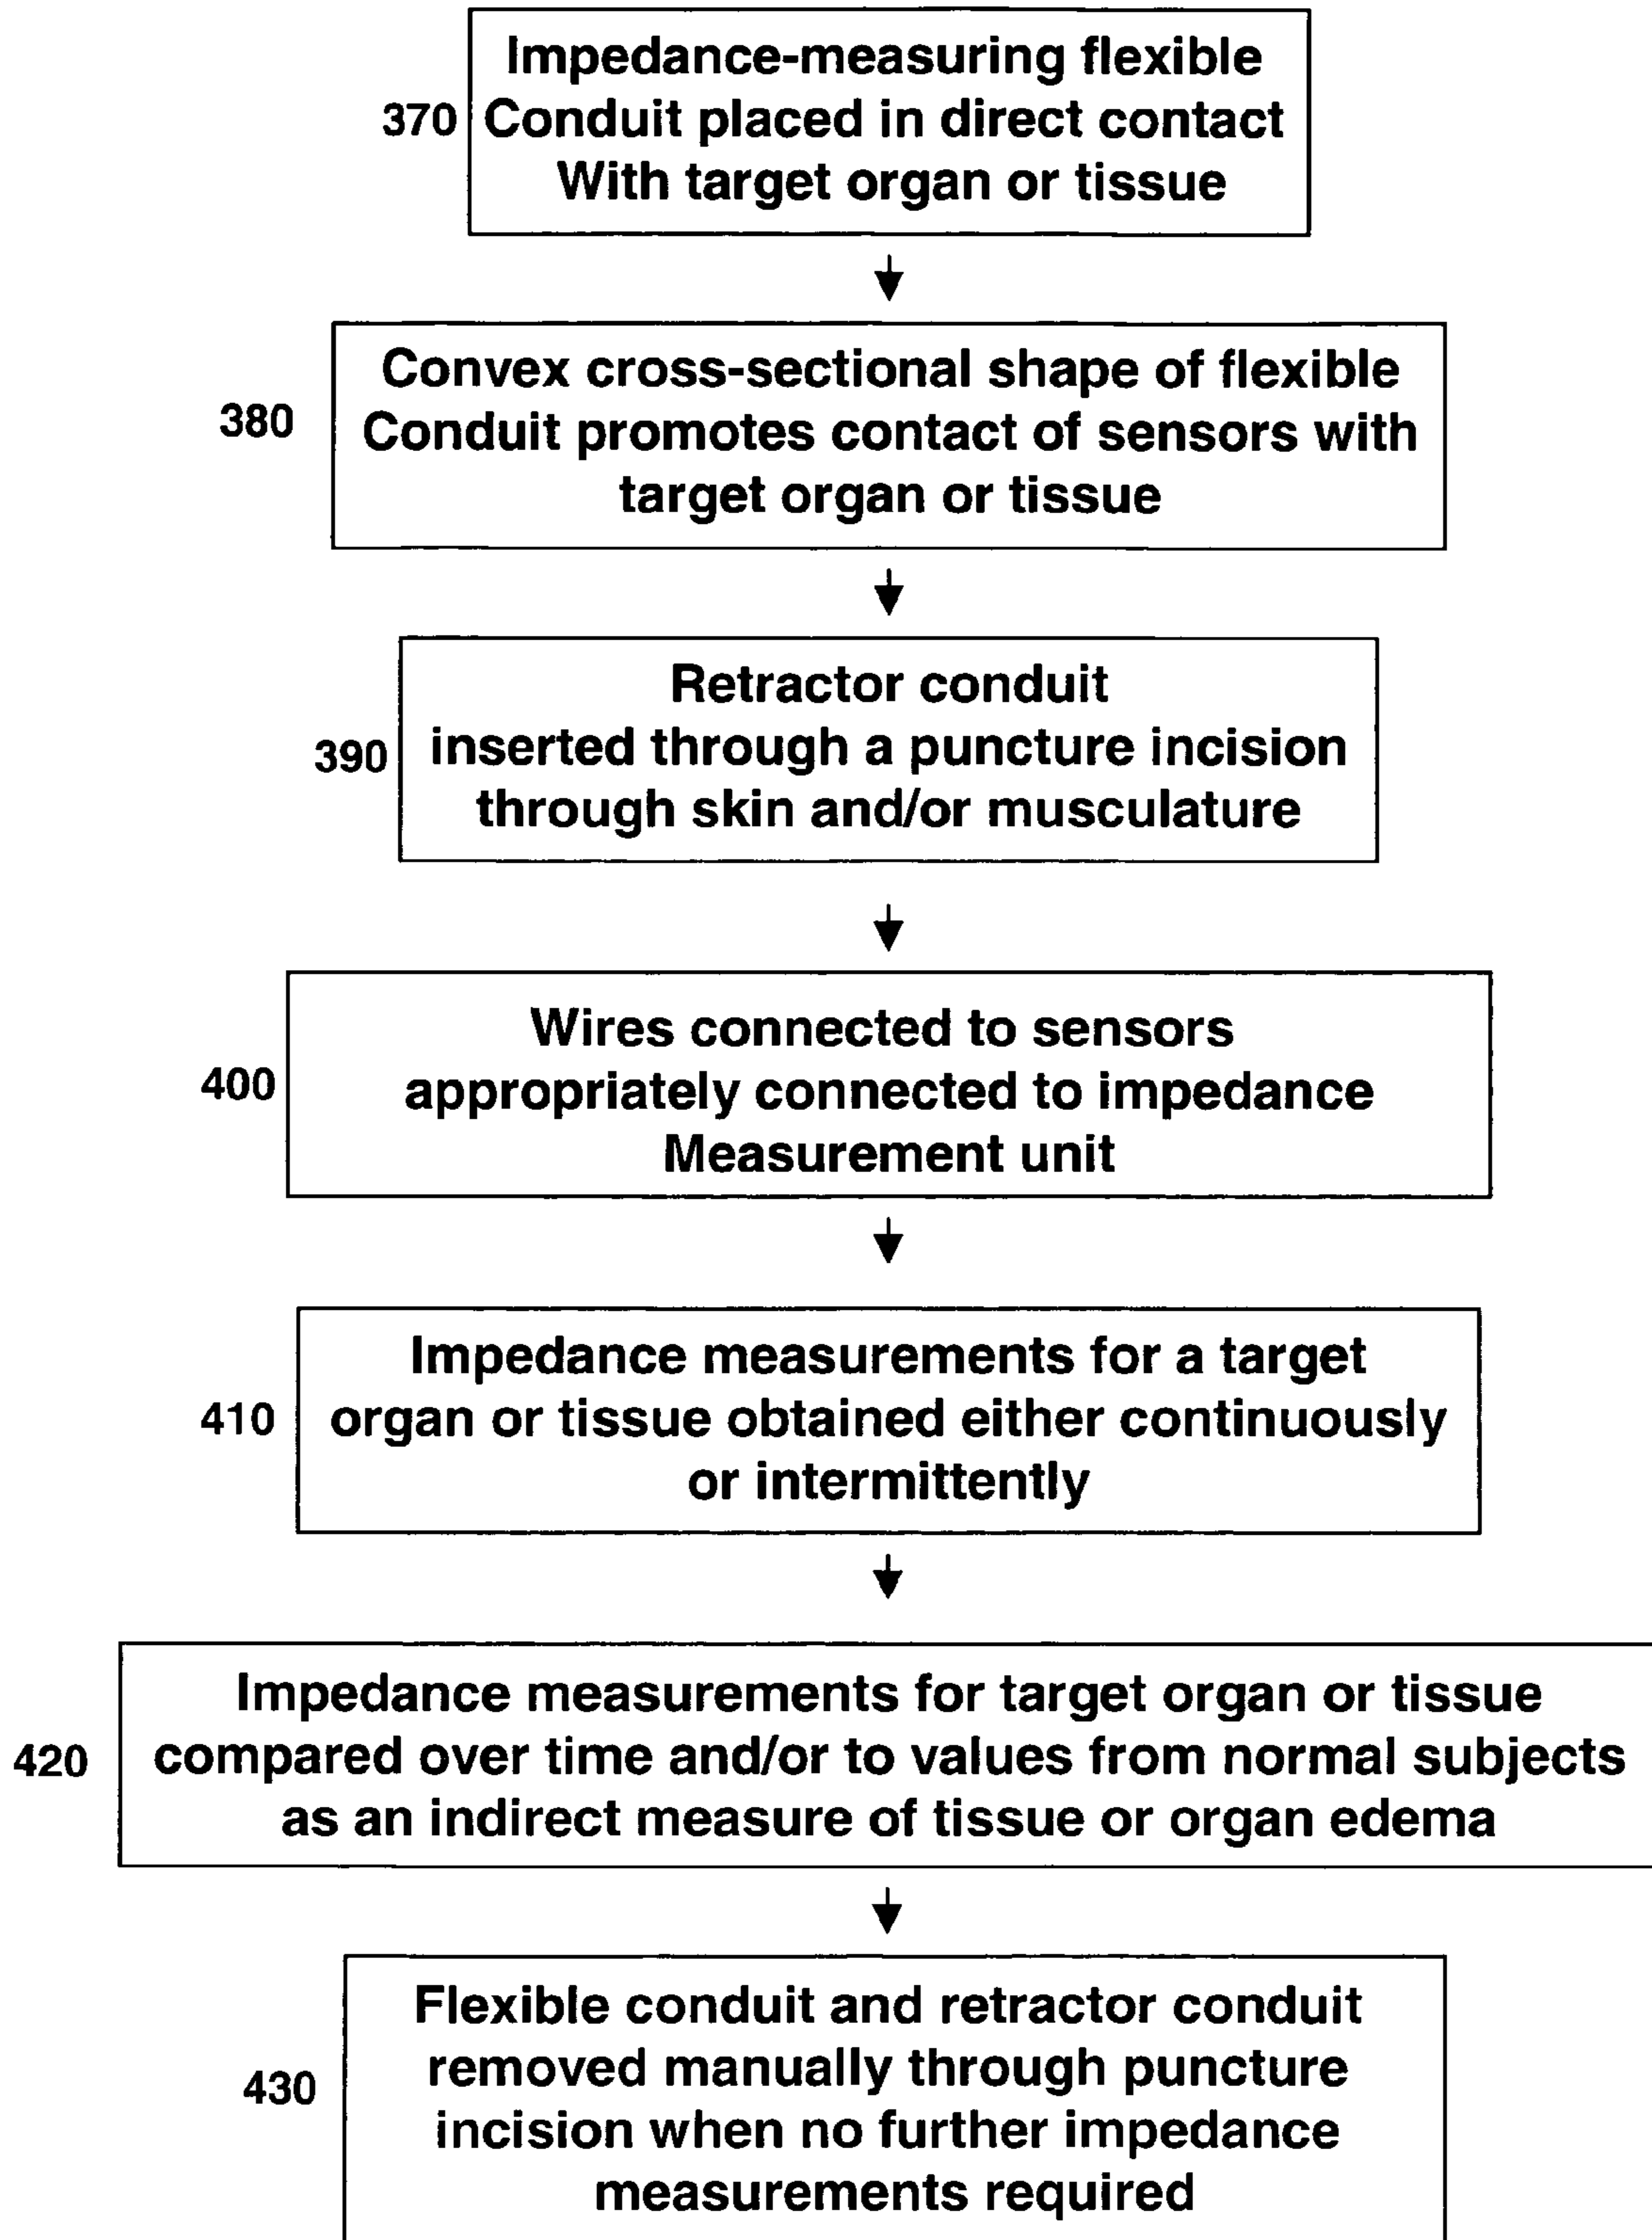 Impedance-measuring flexible
370 Conduit placed in direct contact
With target organ or tissue
Convex cross-sectional shape of flexible
380 Conduit promotes contact of sensors with
target organ or tissue
Retractor conduit
390 inserted through a puncture incision
through skin and/or musculature
Wires connected to sensors
400 appropriately connected to impedance
Measurement unit
Impedance measurements for a target
410 organ or tissue obtained either continuously
or intermittently
Impedance measurements for target organ or tissue
420 compared over time and/or to values from normal subjects
as an indirect measure of tissue or organ edema
Flexible conduit and retractor conduit
removed manually through puncture
430 incision when no further impedance
measurements required